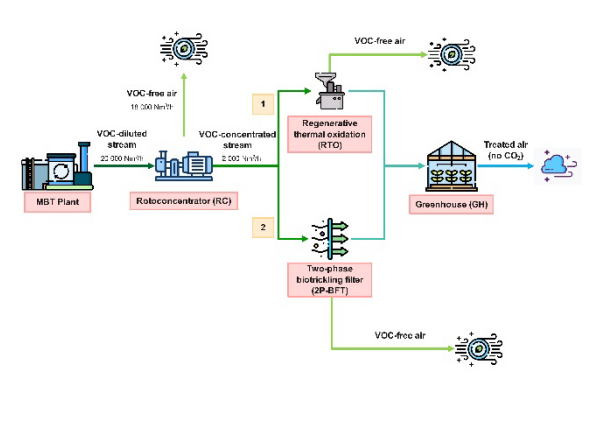 VOC-free air
VOC-free air
18 000 Nm³/h
1
VOC-diluted
stream
20 000 Nm³/h
VOC-concentrated
stream
2 000 Nm³/h
Regenerative
thermal oxidation
(RTO)
Treated air
(no CO₂)
MBT Plant
Rotoconcentrator (RC)
Greenhouse (GH)
2
Two-phase
biotrickling filter
(2P-BFT)
VOC-free air